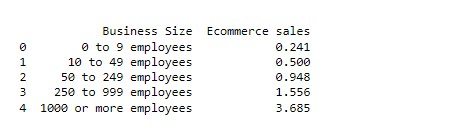 Business Size Ecommerce sales
0 0 to 9 employees 0.241
1 10 to 49 employees 0.500
2 50 to 249 employees 0.948
3 250 to 999 employees 1.556
4 1000 or more employees 3.685